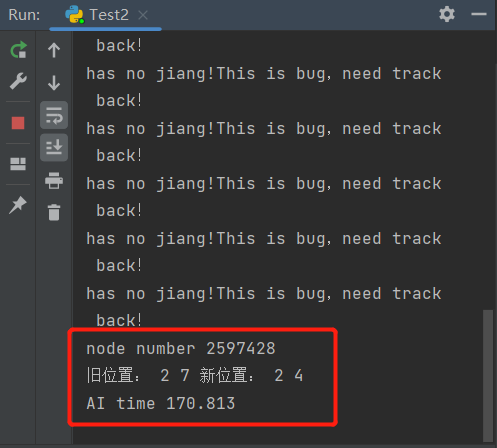 Run: Test2
back!
has no jiang!This is bug, need track
back!
has no jiang!This is bug, need track
back!
has no jiang!This is bug, need track
back!
has no jiang!This is bug, need track
back!
has no jiang!This is bug, need track
back!
node number 2597428
旧位置： 2 7 新位置： 2 4
AI time 170.813